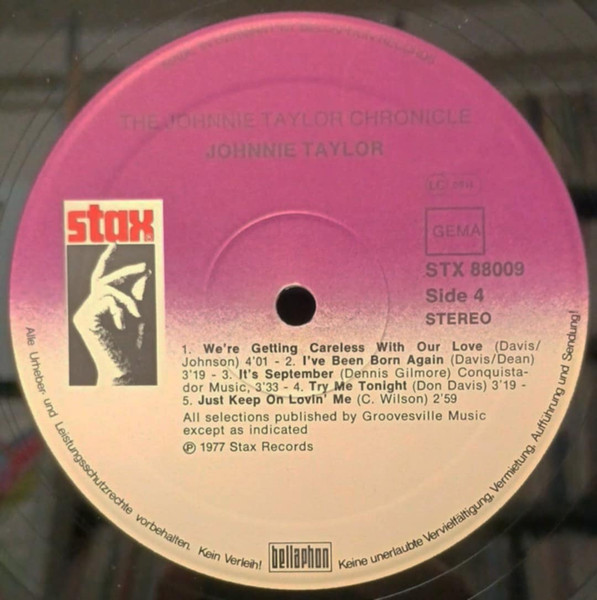 THE JOHNNIE TAYLOR CHRONICLE
JOHNNIE TAYLOR
stax
LC
GEMA
STX 88009
Side 4
STEREO
1. We're Getting Careless With Our Love (Davis/
Johnson) 4'01 - 2. I've Been Born Again (Davis/Dean)
3'19 - 3. It's September (Dennis Gilmore) Conquista-
dor Music, 3'33 - 4. Try Me Tonight (Don Davis) 3'19 -
5. Just Keep On Lovin' Me (C. Wilson) 2'59
All selections published by Groovesville Music
except as indicated
℗ 1977 Stax Records
Alle Urheber- und Leistungsschutzrechte vorbehalten. Kein Verleih!
bellaphon
Keine unerlaubte Vervielfältigung, Vermietung, Aufführung und Sendung!